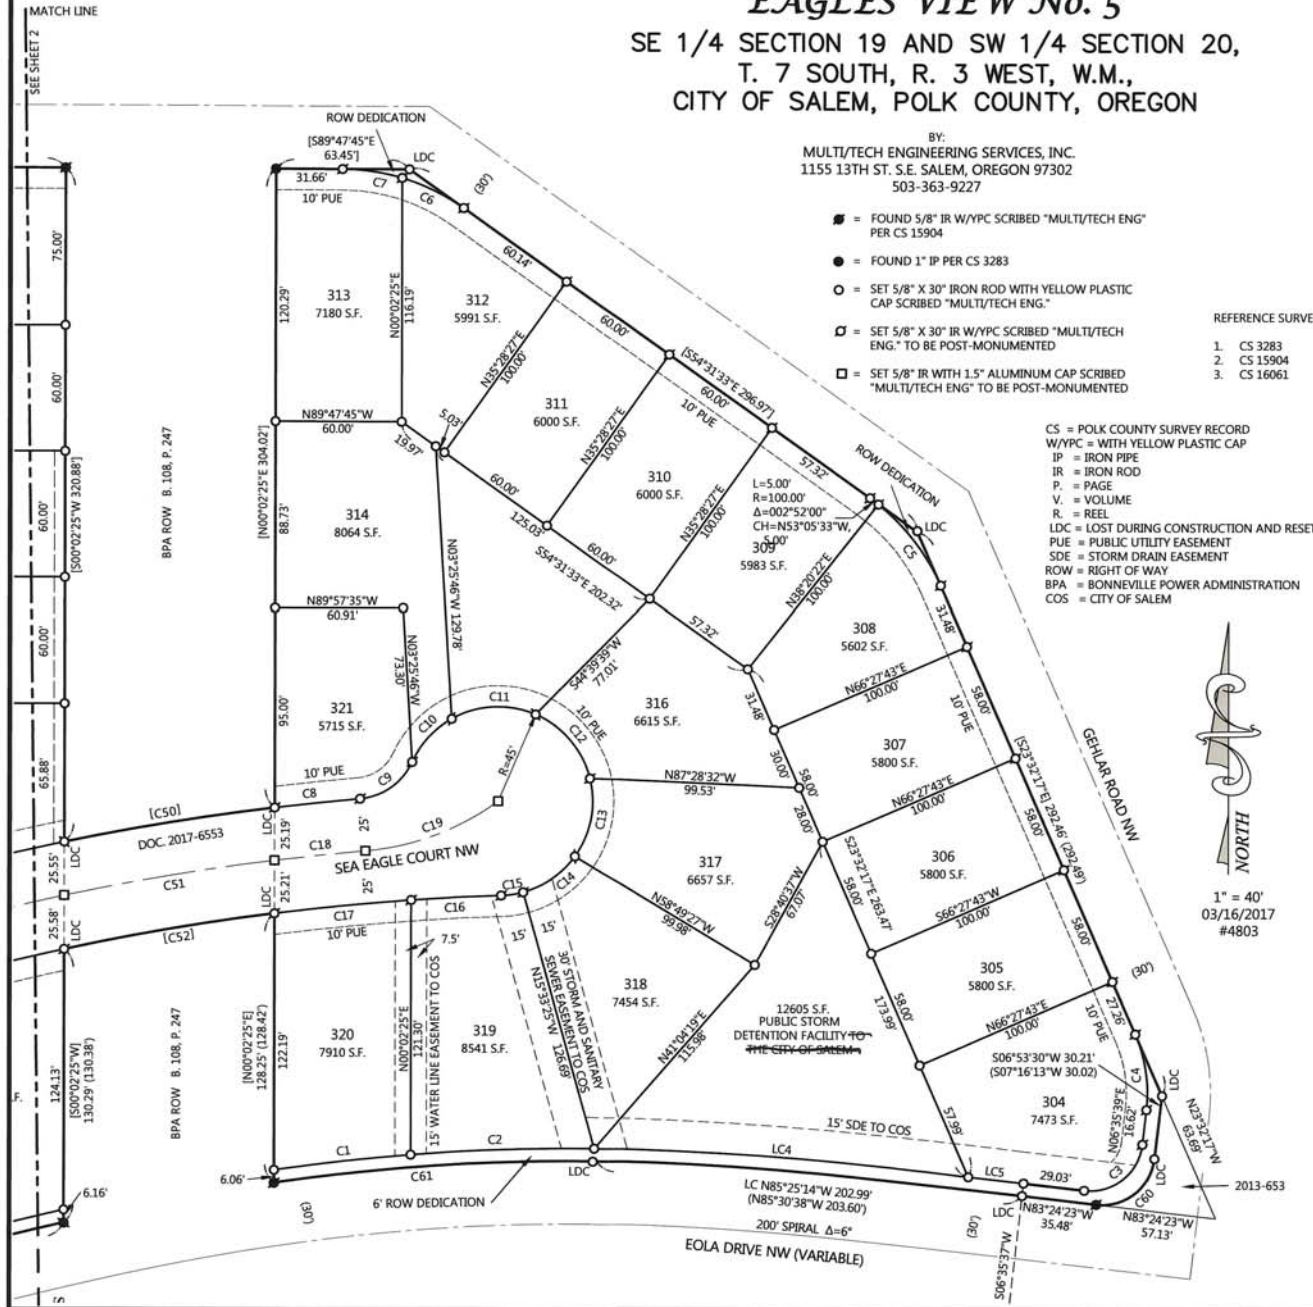 MATCH LINE
SEE SHEET 2
EAGLES VIEW No. 5
SE 1/4 SECTION 19 AND SW 1/4 SECTION 20,
T. 7 SOUTH, R. 3 WEST, W.M.,
CITY OF SALEM, POLK COUNTY, OREGON
BY:
MULTI/TECH ENGINEERING SERVICES, INC.
1155 13TH ST. S.E. SALEM, OREGON 97302
503-363-9227
= FOUND 5/8" IR W/YPC SCRIBED "MULTI/TECH ENG"
PER CS 15904
= FOUND 1" IP PER CS 3283
= SET 5/8" X 30" IRON ROD WITH YELLOW PLASTIC
CAP SCRIBED "MULTI/TECH ENG."
= SET 5/8" X 30" IR W/YPC SCRIBED "MULTI/TECH
ENG." TO BE POST-MONUMENTED
= SET 5/8" IR WITH 1.5" ALUMINUM CAP SCRIBED
"MULTI/TECH ENG" TO BE POST-MONUMENTED
REFERENCE SURVE
1. CS 3283
2. CS 15904
3. CS 16061
CS = POLK COUNTY SURVEY RECORD
W/YPC = WITH YELLOW PLASTIC CAP
IP = IRON PIPE
IR = IRON ROD
P. = PAGE
V. = VOLUME
R. = REEL
LDC = LOST DURING CONSTRUCTION AND RESET
PUE = PUBLIC UTILITY EASEMENT
SDE = STORM DRAIN EASEMENT
ROW = RIGHT OF WAY
BPA = BONNEVILLE POWER ADMINISTRATION
COS = CITY OF SALEM
NORTH
1" = 40'
03/16/2017
#4803
ROW DEDICATION
[S89°47'45"E
63.45']
LDC
31.66'
C7
C6
(30')
10' PUE
75.00'
60.14'
120.29'
313
7180 S.F.
N00°02'25"E
116.19'
312
5991 S.F.
60.00'
[S54°31'33"E 296.97']
60.00'
10' PUE
N35°28'27"E
100.00'
60.00'
N89°47'45"W
60.00'
5.03'
19.97'
311
6000 S.F.
N35°28'27"E
100.00'
57.32'
ROW DEDICATION
LDC
BPA ROW B. 108, P. 247
[S00°02'25"W 320.88']
60.00'
[N00°02'25"E 304.02']
88.73'
314
8064 S.F.
60.00'
125.03'
310
6000 S.F.
N35°28'27"E
100.00'
L=5.00'
R=100.00'
Δ=002°52'00"
CH=N53°05'33"W,
5.00'
309
5983 S.F.
C5
N03°25'46"W 129.78'
60.00'
S54°31'33"E 202.32'
N38°20'22"E
100.00'
31.48'
N89°57'35"W
60.91'
57.32'
308
5602 S.F.
60.00'
N03°25'46"W
73.30'
S44°39'39"W
77.01'
N66°27'43"E
100.00'
58.00'
10' PUE
95.00'
321
5715 S.F.
C10
C11
C12
10' PUE
316
6615 S.F.
31.48'
307
5800 S.F.
GEHLAR ROAD NW
[S23°32'17"E] 292.46' (292.49')
65.88'
10' PUE
C9
R=45'
N87°28'32"W
99.53'
30.00'
58.00'
N66°27'43"E
100.00'
[C50]
C8
C13
28.00'
58.00'
DOC. 2017-6553
LDC
25.19'
25'
C18
C19
SEA EAGLE COURT NW
LDC
25.55'
C51
317
6657 S.F.
S23°32'17"E 263.47'
306
5800 S.F.
LDC
25.21'
25'
C15
C14
N58°49'27"W
99.98'
S28°40'37"W
67.07'
58.00'
S66°27'43"W
100.00'
LDC
25.58'
[C52]
C17
10' PUE
C16
58.00'
7.5'
15'
15'
305
5800 S.F.
(30')
30' STORM AND SANITARY
SEWER EASEMENT TO COS
N15°33'25"W 126.69'
318
7454 S.F.
12605 S.F.
PUBLIC STORM
DETENTION FACILITY TO
THE CITY OF SALEM
58.00'
173.99'
N66°27'43"E
100.00'
27.26'
10' PUE
BPA ROW B. 108, P. 247
[N00°02'25"E]
128.25' (128.42')
122.19'
320
7910 S.F.
N00°02'25"E
121.30'
15' WATER LINE EASEMENT TO COS
319
8541 S.F.
N41°04'19"E
115.98'
S06°53'30"W 30.21'
(S07°16'13"W 30.02)
C4
LDC
F.
124.13'
[S00°02'25"W]
130.29' (130.38')
304
7473 S.F.
N06°35'39"E
16.62'
N23°32'17"W
63.69'
15' SDE TO COS
57.99'
C1
C2
LC4
C3
6.06'
C61
LDC
LC5
29.03'
C60
2013-653
6.16'
(30')
6' ROW DEDICATION
LC N85°25'14"W 202.99'
(N85°30'38"W 203.60')
LDC
N83°24'23"W
35.48'
N83°24'23"W
57.13'
200' SPIRAL Δ=6°
(30')
EOLA DRIVE NW (VARIABLE)
S06°35'37"W